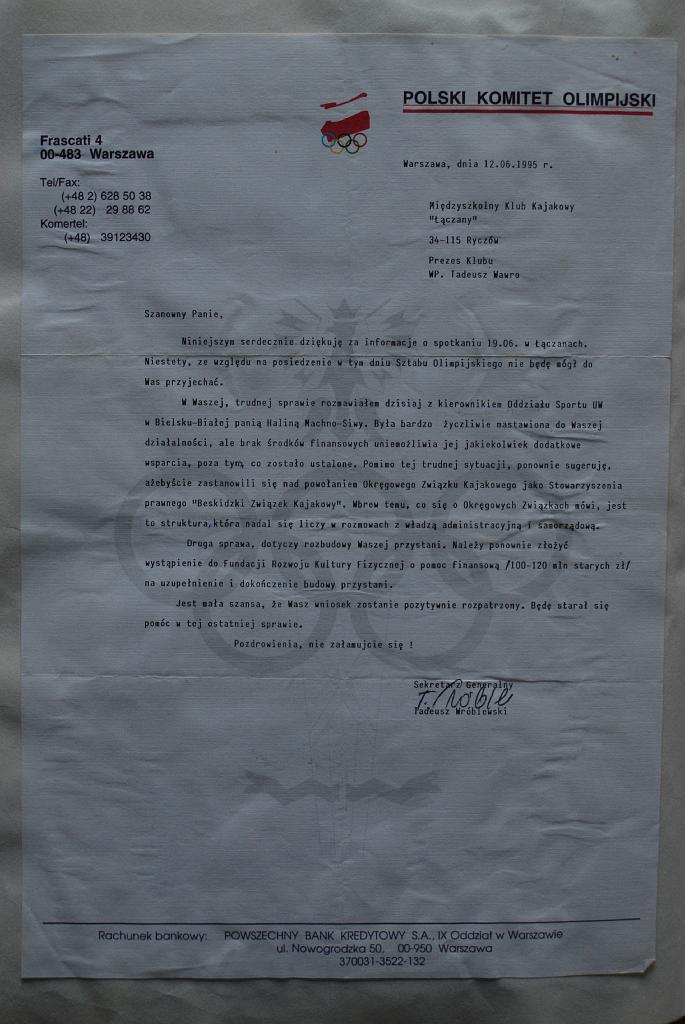 POLSKI KOMITET OLIMPIJSKI
Frascati 4
00-483 Warszawa
Tel/Fax:
(+48 2) 628 50 38
(+48 22) 29 88 62
Komertel:
(+48) 39123430
Warszawa, dnia 12.06.1995 r.
Międzyszkolny Klub Kajakowy
"Łączany"
34-115 Ryczów
Prezes Klubu
WP. Tadeusz Wawro
Szanowny Panie,
Niniejszym serdecznie dziękuję za informacje o spotkaniu 19.06. w Łączanach.
Niestety, ze względu na posiedzenie w tym dniu Sztabu Olimpijskiego nie będę mógł do
Was przyjechać.
W Waszej, trudnej sprawie rozmawiałem dzisiaj z kierownikiem Oddziału Sportu UW
w Bielsku-Białej panią Haliną Machno-Siwy. Była bardzo życzliwie nastawiona do Waszej
działalności, ale brak środków finansowych uniemożliwia jej jakiekolwiek dodatkowe
wsparcia, poza tym, co zostało ustalone. Pomimo tej trudnej sytuacji, ponownie sugeruję,
ażebyście zastanowili się nad powołaniem Okręgowego Związku Kajakowego jako Stowarzyszenia
prawnego "Beskidzki Związek Kajakowy". Wbrew temu, co się o Okręgowych Związkach mówi, jest
to struktura,która nadal się liczy w rozmowach z władzą administracyjną i samorządową.
Druga sprawa, dotyczy rozbudowy Waszej przystani. Należy ponownie złożyć
wystąpienie do Fundacji Rozwoju Kultury Fizycznej o pomoc finansową /100-120 mln starych zł/
na uzupełnienie i dokończenie budowy przystani.
Jest mała szansa, że Wasz wniosek zostanie pozytywnie rozpatrzony. Będę starał się
pomóc w tej ostatniej sprawie.
Pozdrowienia, nie załamujcie się !
Sekretarz Generalny
Tadeusz Wróblewski
Rachunek bankowy: POWSZECHNY BANK KREDYTOWY S.A., IX Oddział w Warszawie
ul. Nowogrodzka 50, 00-950 Warszawa
370031-3522-132